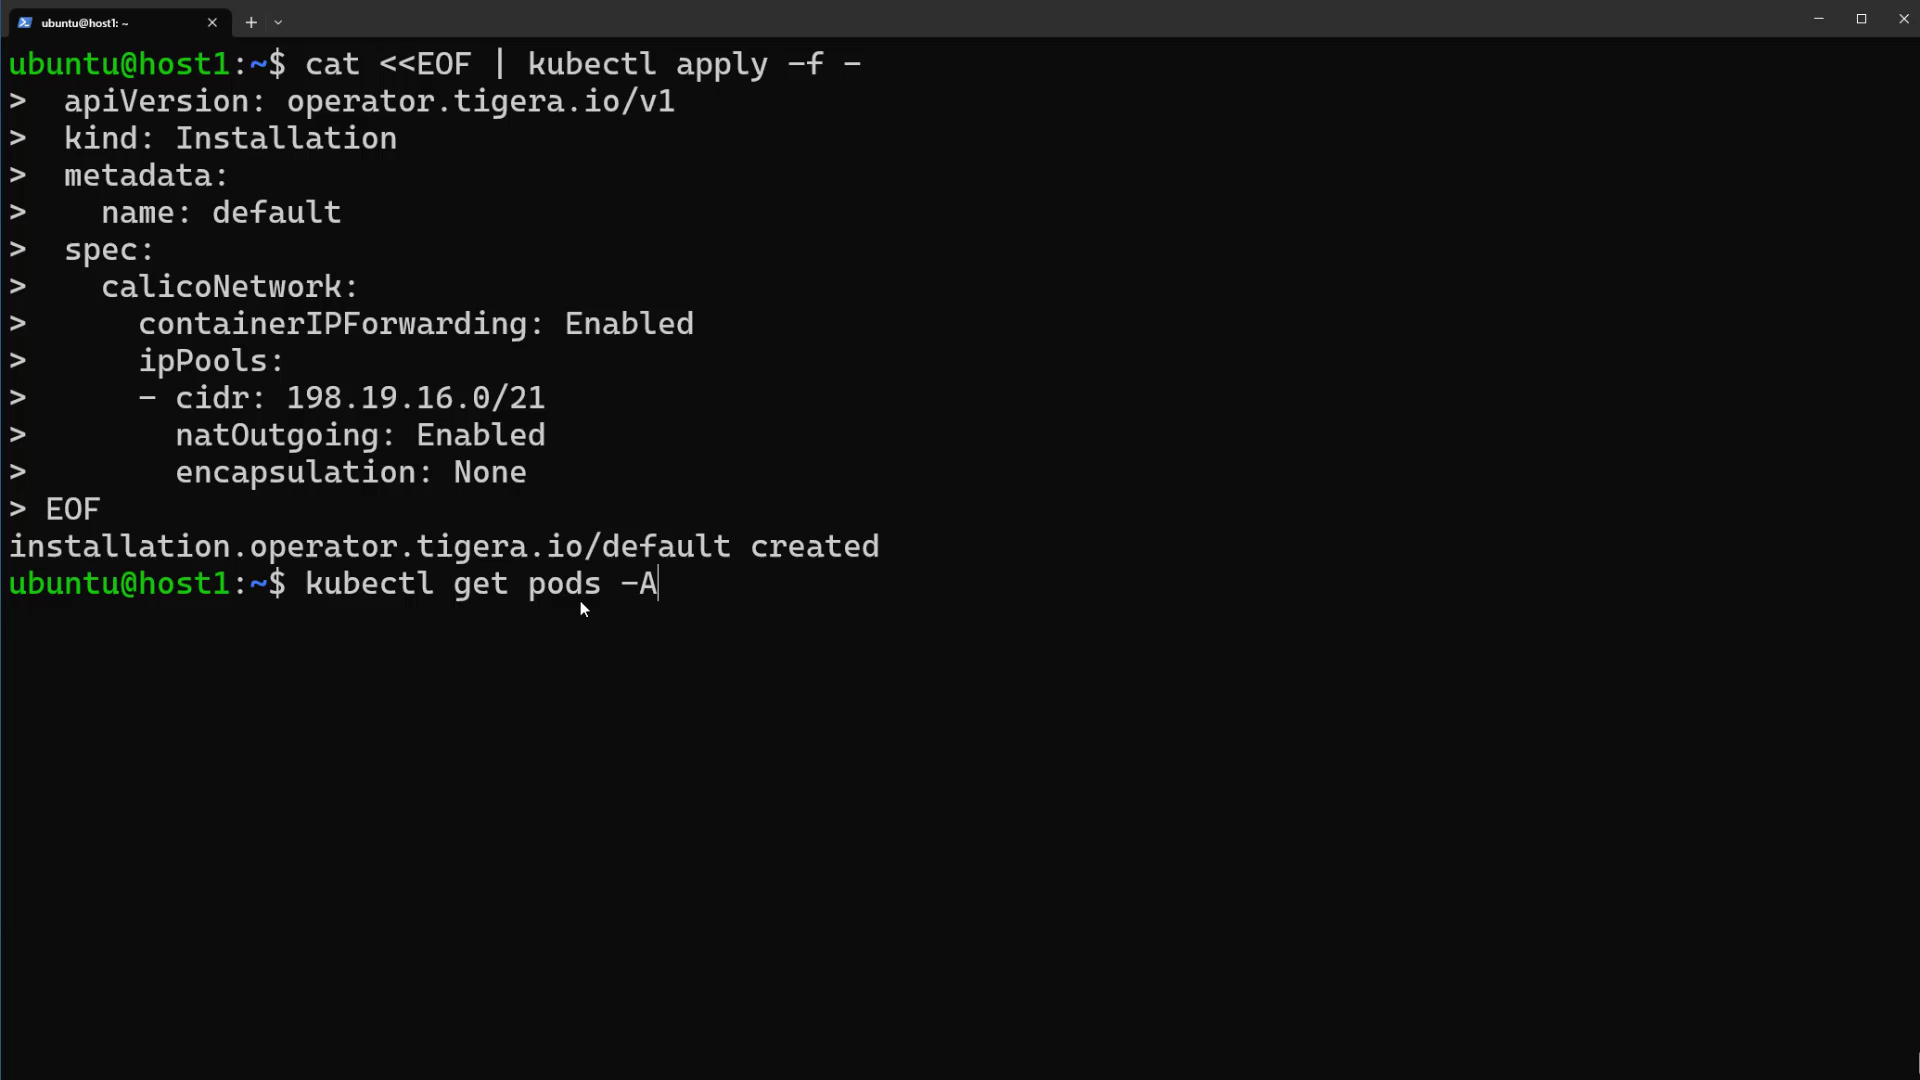 ubuntu@host1: ~
ubuntu@host1:~$ cat <<EOF | kubectl apply -f -
>  apiVersion: operator.tigera.io/v1
>  kind: Installation
>  metadata:
>    name: default
>  spec:
>    calicoNetwork:
>      containerIPForwarding: Enabled
>      ipPools:
>      - cidr: 198.19.16.0/21
>        natOutgoing: Enabled
>        encapsulation: None
> EOF
installation.operator.tigera.io/default created
ubuntu@host1:~$ kubectl get pods -A